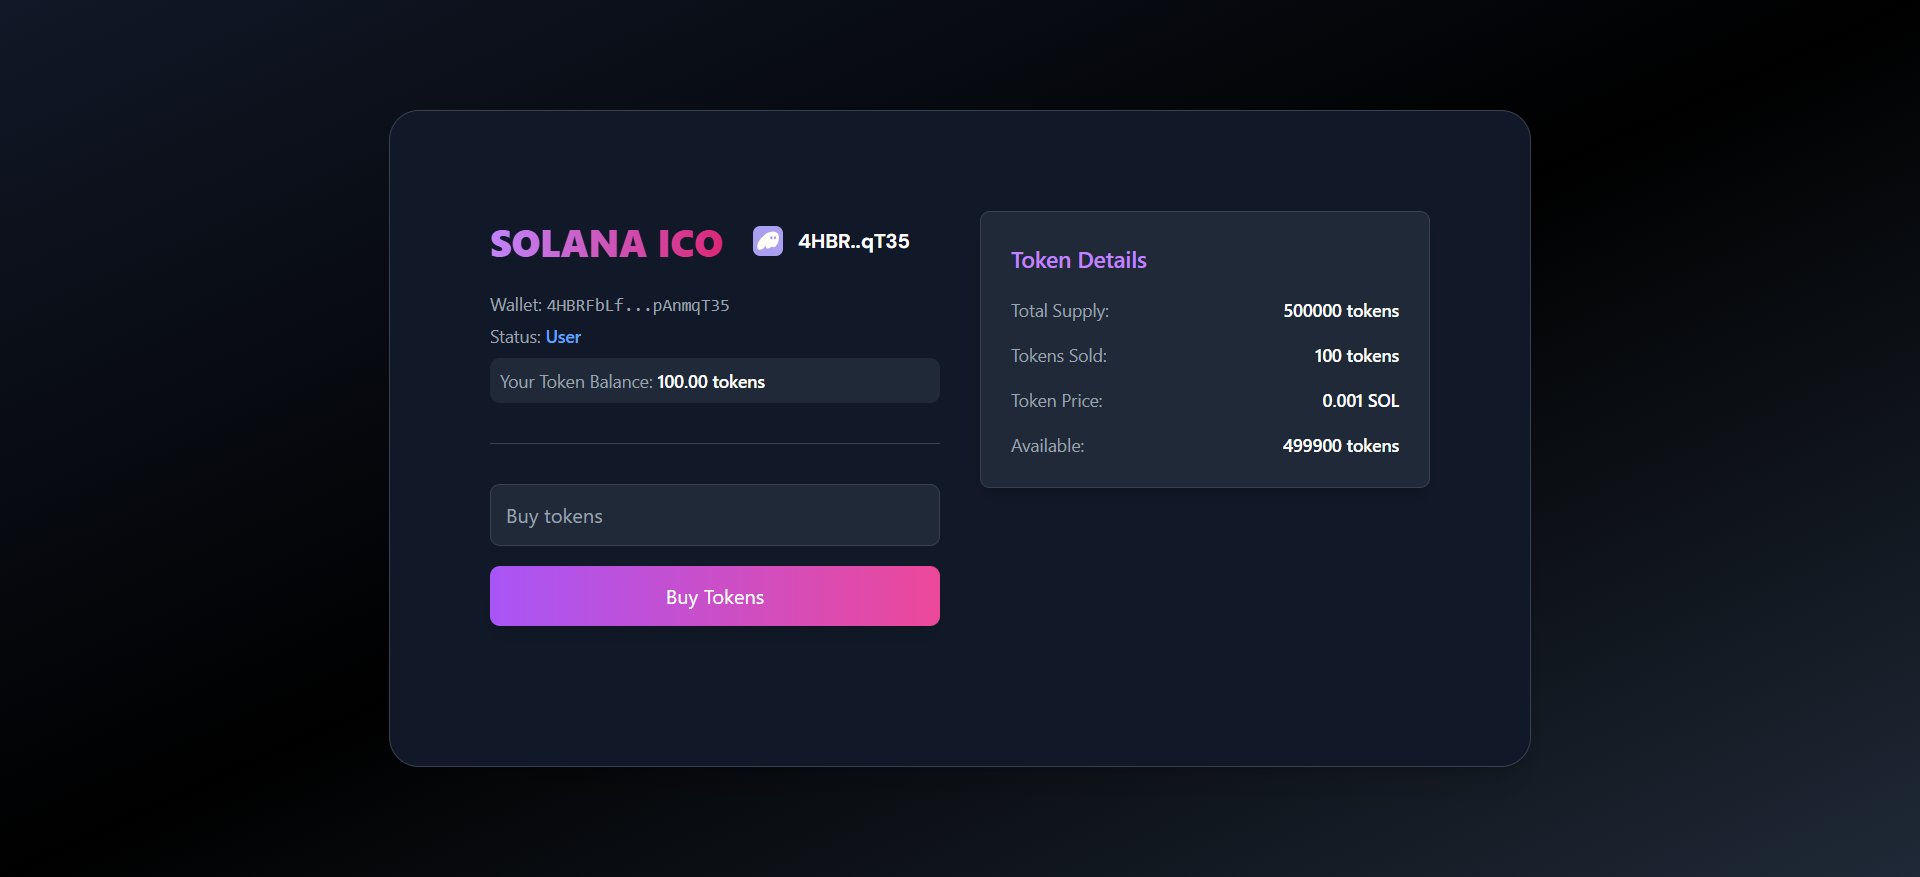 SOLANA ICO
4HBR..qT35
Wallet: 4HBRFbLf...pAnmqT35
Status: User
Your Token Balance: 100.00 tokens
Buy tokens
Buy Tokens
Token Details
Total Supply: 500000 tokens
Tokens Sold: 100 tokens
Token Price: 0.001 SOL
Available: 499900 tokens